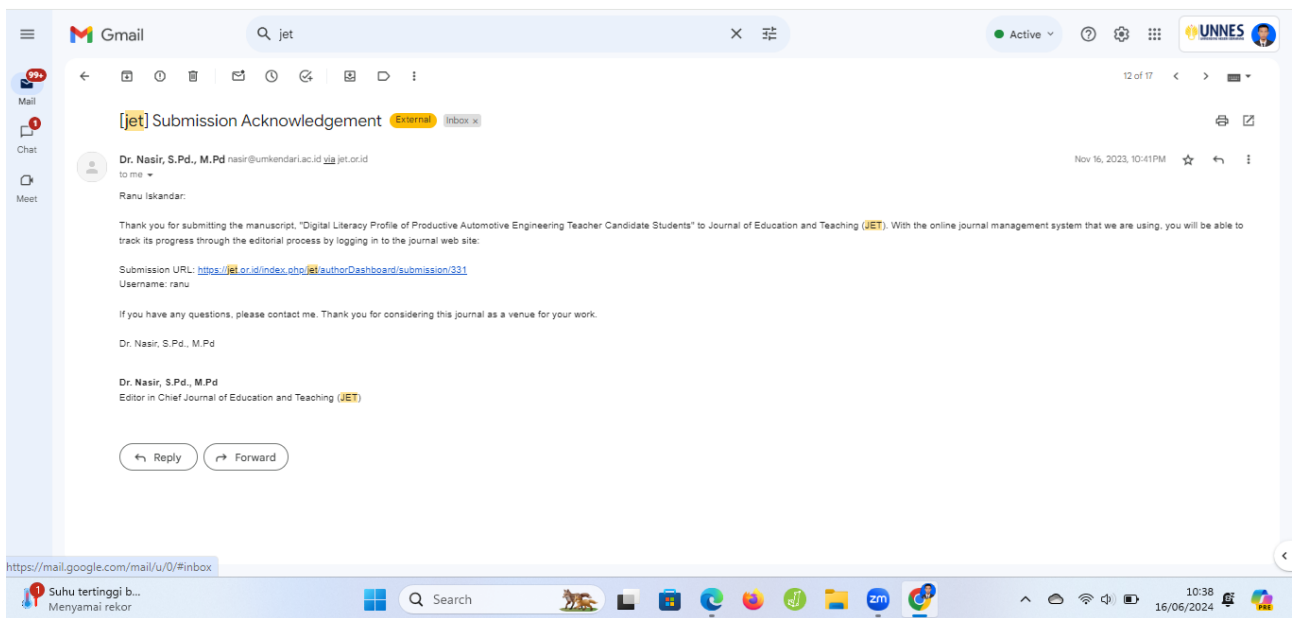 Gmail
jet
Active
UNNES
99+
Mail
1
Chat
Meet
12 of 17
[jet] Submission Acknowledgement External Inbox x
Dr. Nasir, S.Pd., M.Pd nasir@umkendari.ac.id via jet.or.id
Nov 16, 2023, 10:41 PM
to me
Ranu Iskandar:
Thank you for submitting the manuscript, "Digital Literacy Profile of Productive Automotive Engineering Teacher Candidate Students" to Journal of Education and Teaching (JET). With the online journal management system that we are using, you will be able to
track its progress through the editorial process by logging in to the journal web site:
Submission URL: https://jet.or.id/index.php/jet/authorDashboard/submission/331
Username: ranu
If you have any questions, please contact me. Thank you for considering this journal as a venue for your work.
Dr. Nasir, S.Pd., M.Pd
Dr. Nasir, S.Pd., M.Pd
Editor in Chief Journal of Education and Teaching (JET)
Reply Forward
https://mail.google.com/mail/u/0/#inbox
1
Suhu tertinggi b...
Menyamai rekor
Search
zm
10:38
16/06/2024
PRE